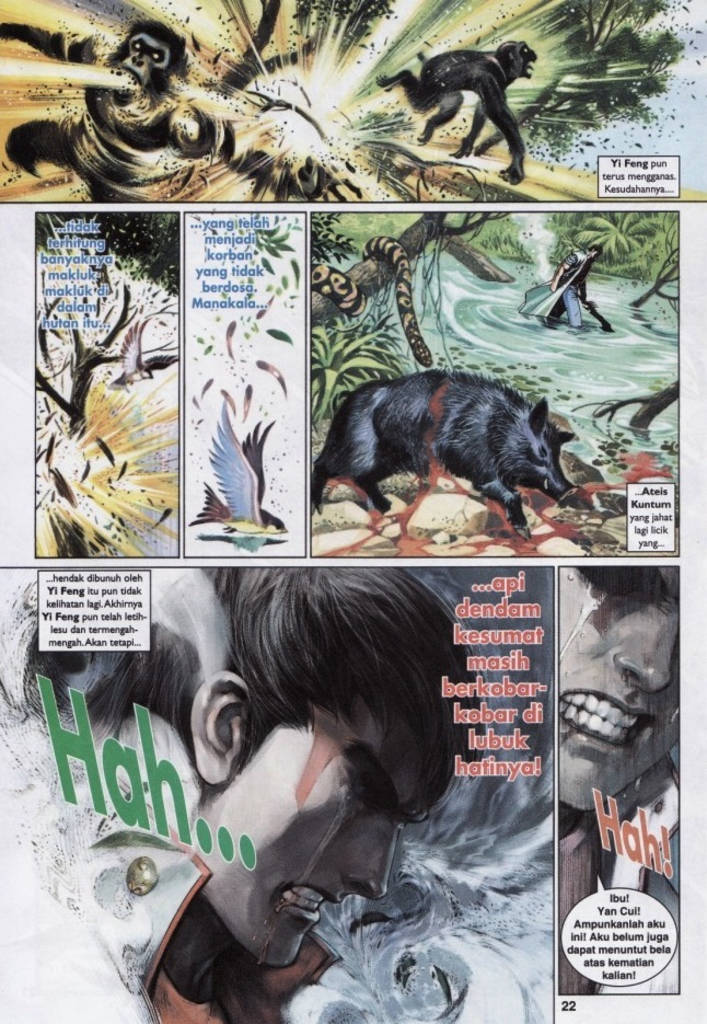 Yi Feng pun
terus mengganas.
Kesudahannya....
...tidak
terhitung
banyaknya
makluk-
makluk di
dalam
hutan itu...
...yang telah
menjadi
korban
yang tidak
berdosa.
Manakala...
...Ateis
Kuntum
yang jahat
lagi licik
yang...
...hendak dibunuh oleh
Yi Feng itu pun tidak
kelihatan lagi. Akhirnya
Yi Feng pun telah letih-
lesu dan termengah-
mengah. Akan tetapi...
...api
dendam
kesumat
masih
berkobar-
kobar di
lubuk
hatinya!
Hah...
Hah!
Ibu!
Yan Cui!
Ampunkanlah aku
ini! Aku belum juga
dapat menuntut bela
atas kematian
kalian!
22